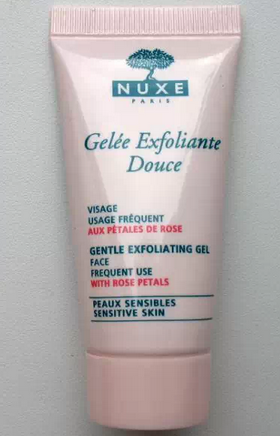 NUXE
PARIS
Gelée Exfoliante
Douce
VISAGE
USAGE FRÉQUENT
AUX PÉTALES DE ROSE
GENTLE EXFOLIATING GEL
FACE
FREQUENT USE
WITH ROSE PETALS
PEAUX SENSIBLES
SENSITIVE SKIN